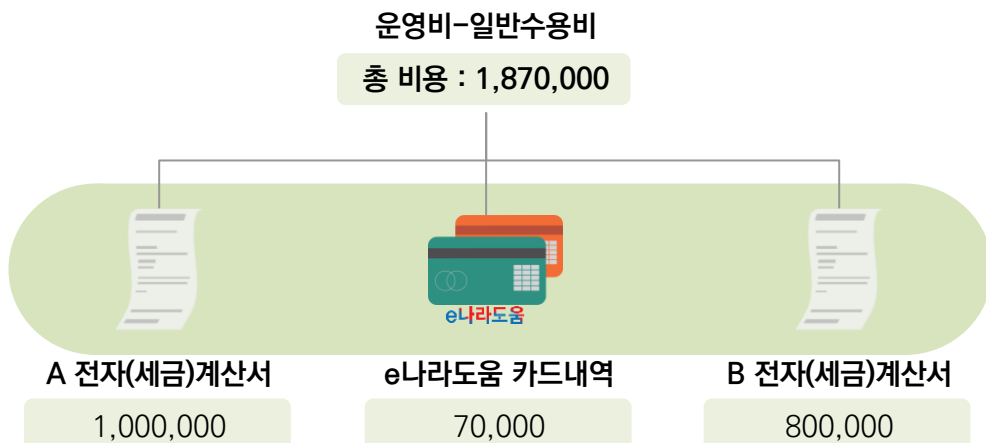 운영비-일반수용비
총 비용 : 1,870,000
e나라도움
A 전자(세금)계산서
e나라도움 카드내역
B 전자(세금)계산서
1,000,000
70,000
800,000